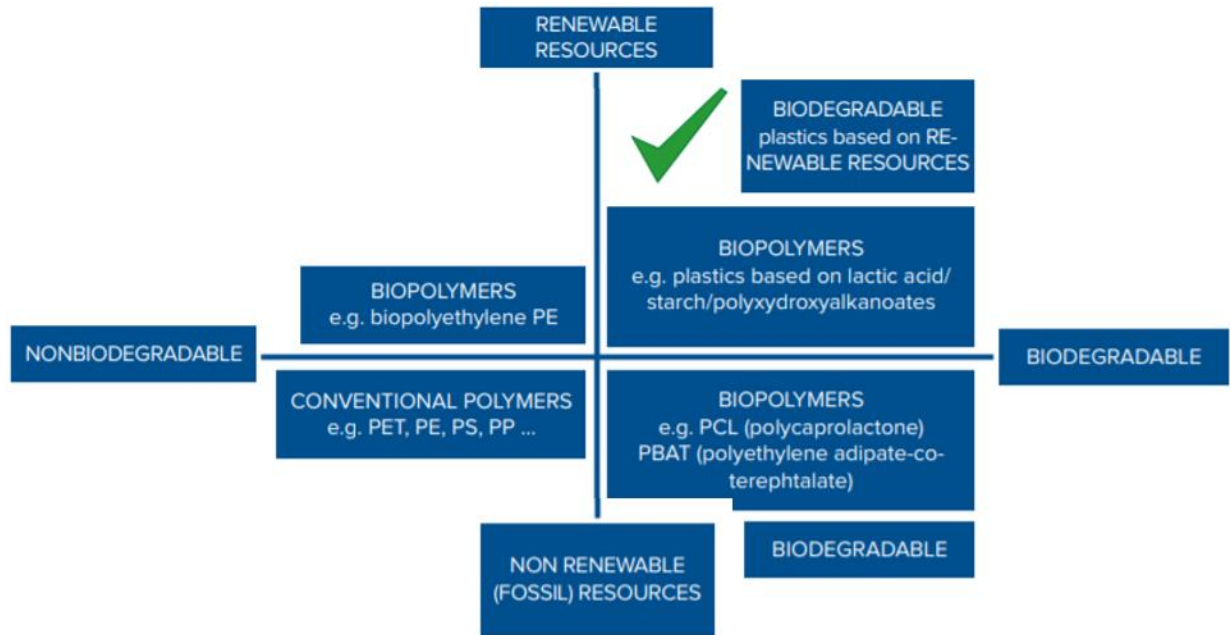 RENEWABLE
RESOURCES
BIODEGRADABLE
plastics based on RE-
NEWABLE RESOURCES
BIOPOLYMERS
e.g. plastics based on lactic acid/
starch/polyxydroxyalkanoates
BIOPOLYMERS
e.g. biopolyethylene PE
NONBIODEGRADABLE
BIODEGRADABLE
CONVENTIONAL POLYMERS
e.g. PET, PE, PS, PP ...
BIOPOLYMERS
e.g. PCL (polycaprolactone)
PBAT (polyethylene adipate-co-
terephtalate)
NON RENEWABLE
(FOSSIL) RESOURCES
BIODEGRADABLE